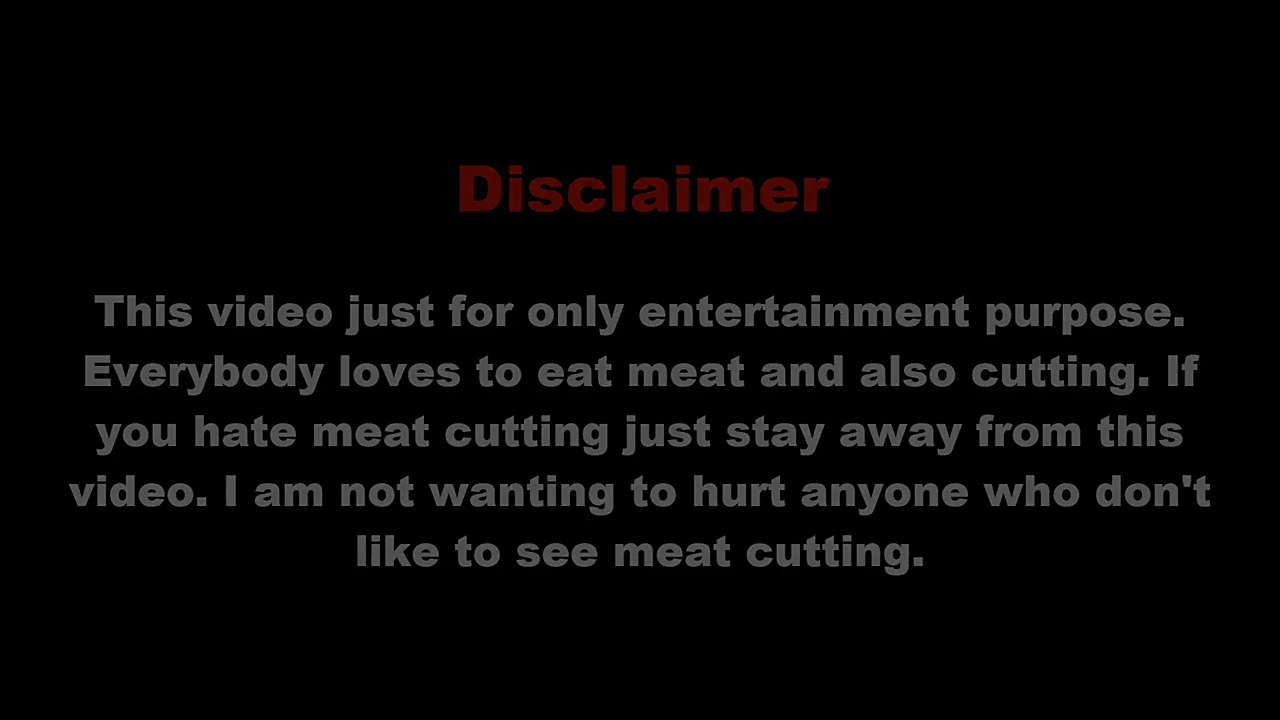 Disclaimer
This video just for only entertainment purpose.
Everybody loves to eat meat and also cutting. If
you hate meat cutting just stay away from this
video. I am not wanting to hurt anyone who don't
like to see meat cutting.